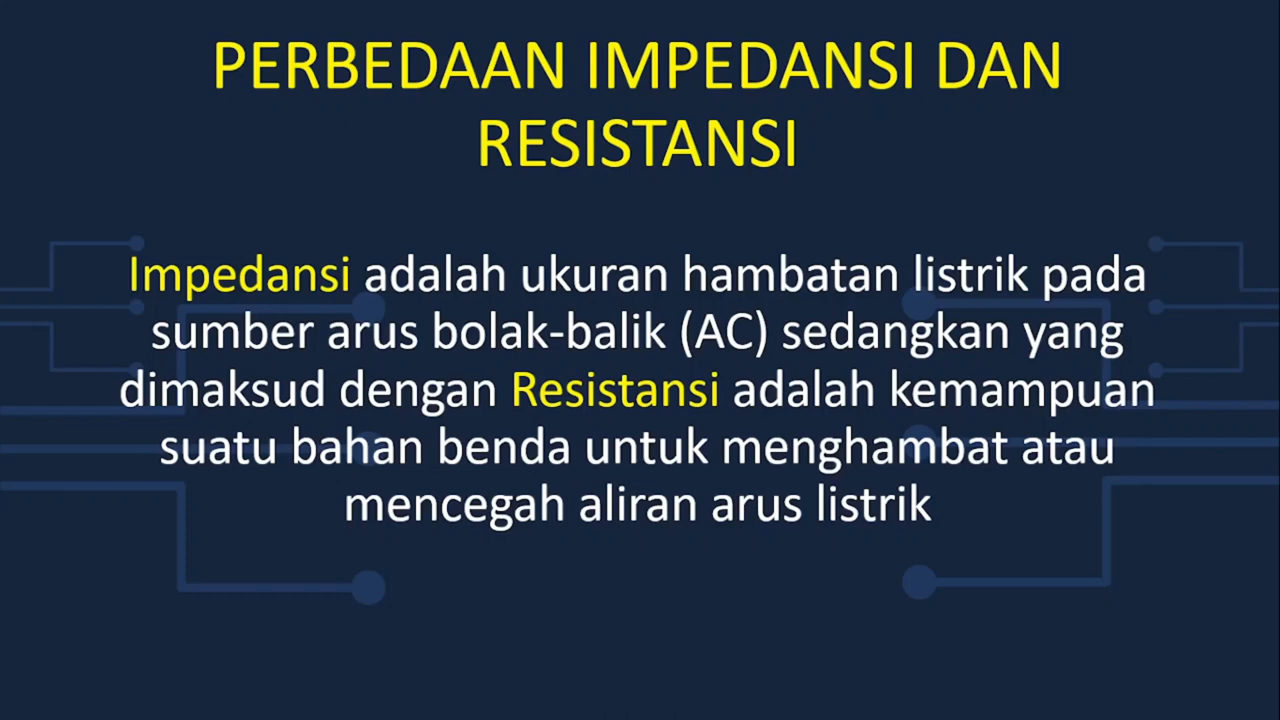 PERBEDAAN IMPEDANSI DAN
RESISTANSI
Impedansi adalah ukuran hambatan listrik pada
sumber arus bolak-balik (AC) sedangkan yang
dimaksud dengan Resistansi adalah kemampuan
suatu bahan benda untuk menghambat atau
mencegah aliran arus listrik